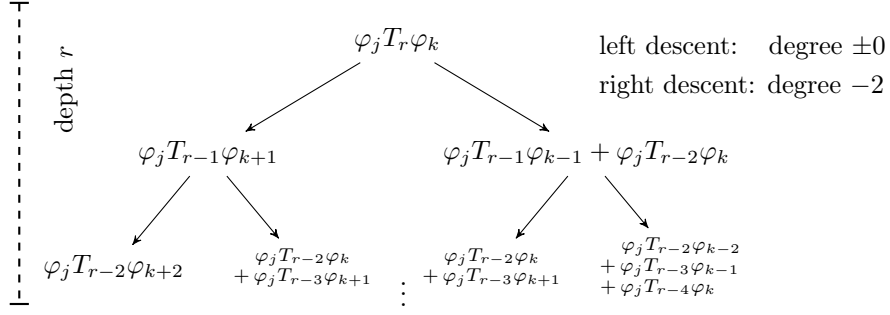 φ_j T_r φ_k
left descent: degree ±0
right descent: degree −2
depth r
φ_j T_{r−1} φ_{k+1}
φ_j T_{r−1} φ_{k−1} + φ_j T_{r−2} φ_k
φ_j T_{r−2} φ_{k+2}
φ_j T_{r−2} φ_k
+ φ_j T_{r−3} φ_{k+1}
⋮
φ_j T_{r−2} φ_k
+ φ_j T_{r−3} φ_{k+1}
φ_j T_{r−2} φ_{k−2}
+ φ_j T_{r−3} φ_{k−1}
+ φ_j T_{r−4} φ_k